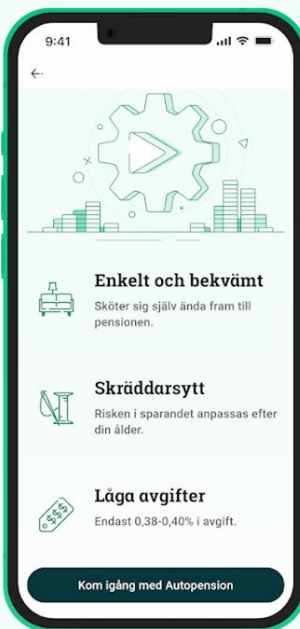 9:41
Enkelt och bekvämt
Sköter sig själv ända fram till
pensionen.
Skräddarsytt
Risken i sparandet anpassas efter
din ålder.
Låga avgifter
$$$
Endast 0,38-0,40% i avgift.
Kom igång med Autopension